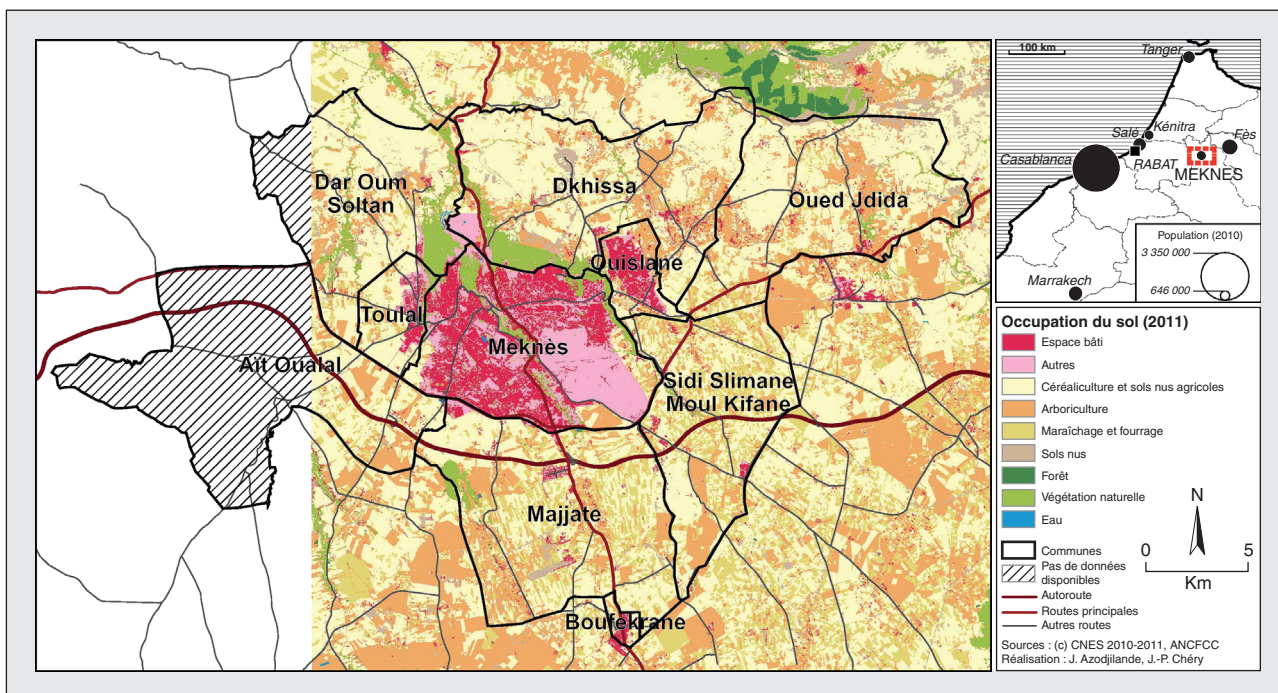 Dar Oum
Soltan
Dkhissa
Oued Jdida
Ouislane
Toulal
Meknès
Aït Oualal
Sidi Slimane
Moul Kifane
Majjate
Boufekrane
100 km
Tanger
Salé
Kénitra
Fès
Casablanca
RABAT
MEKNÈS
Population (2010)
3 350 000
646 000
Marrakech
Occupation du sol (2011)
Espace bâti
Autres
Céréaliculture et sols nus agricoles
Arboriculture
Maraîchage et fourrage
Sols nus
Forêt
Végétation naturelle
Eau
N
0 5
Km
Communes
Pas de données
disponibles
Autoroute
Routes principales
Autres routes
Sources : (c) CNES 2010-2011, ANCFCC
Réalisation : J. Azodjilande, J.-P. Chéry